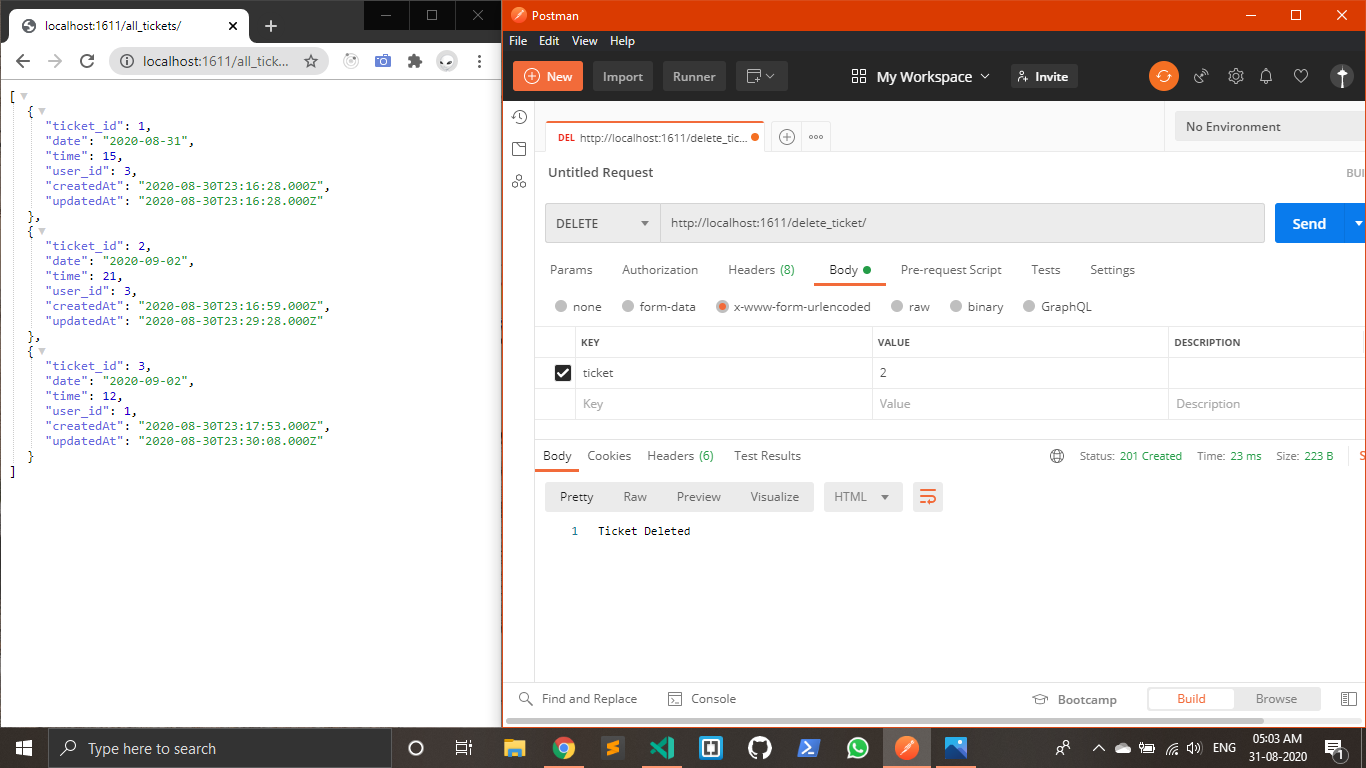 localhost:1611/all_tickets/
localhost:1611/all_tick...
[
{
"ticket_id": 1,
"date": "2020-08-31",
"time": 15,
"user_id": 3,
"createdAt": "2020-08-30T23:16:28.000Z",
"updatedAt": "2020-08-30T23:16:28.000Z"
},
{
"ticket_id": 2,
"date": "2020-09-02",
"time": 21,
"user_id": 3,
"createdAt": "2020-08-30T23:16:59.000Z",
"updatedAt": "2020-08-30T23:29:28.000Z"
},
{
"ticket_id": 3,
"date": "2020-09-02",
"time": 12,
"user_id": 1,
"createdAt": "2020-08-30T23:17:53.000Z",
"updatedAt": "2020-08-30T23:30:08.000Z"
}
]
Postman
File Edit View Help
New Import Runner My Workspace Invite
DEL http://localhost:1611/delete_tic... No Environment
Untitled Request BUI
DELETE http://localhost:1611/delete_ticket/ Send
Params Authorization Headers (8) Body Pre-request Script Tests Settings
none form-data x-www-form-urlencoded raw binary GraphQL
KEY VALUE DESCRIPTION
ticket 2
Key Value Description
Body Cookies Headers (6) Test Results Status: 201 Created Time: 23 ms Size: 223 B S
Pretty Raw Preview Visualize HTML
1 Ticket Deleted
Find and Replace Console Bootcamp Build Browse
Type here to search ENG 05:03 AM
31-08-2020 1